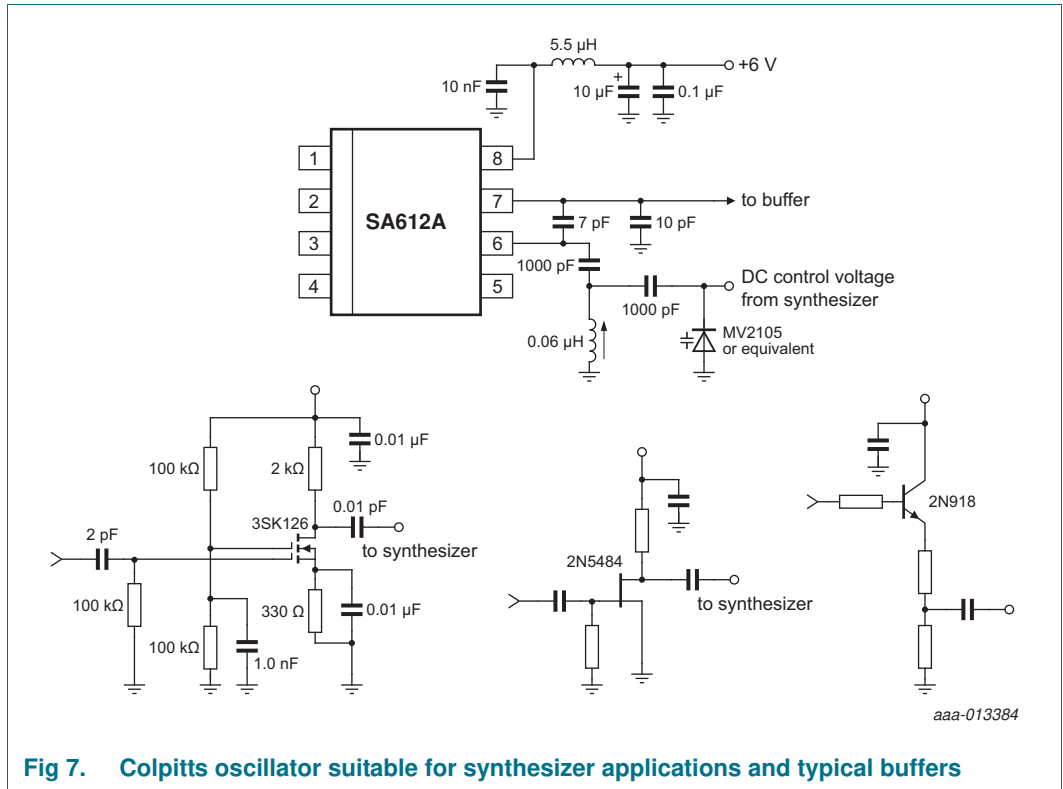 5.5 µH
+6 V
10 nF
+
10 µF
0.1 µF
1
8
2
SA612A
7
to buffer
7 pF
10 pF
3
6
1000 pF
DC control voltage
from synthesizer
4
5
1000 pF
0.06 µH
MV2105
or equivalent
0.01 µF
100 kΩ
2 kΩ
0.01 pF
3SK126
to synthesizer
2 pF
100 kΩ
330 Ω
0.01 µF
100 kΩ
1.0 nF
2N5484
to synthesizer
2N918
aaa-013384
Fig 7. Colpitts oscillator suitable for synthesizer applications and typical buffers